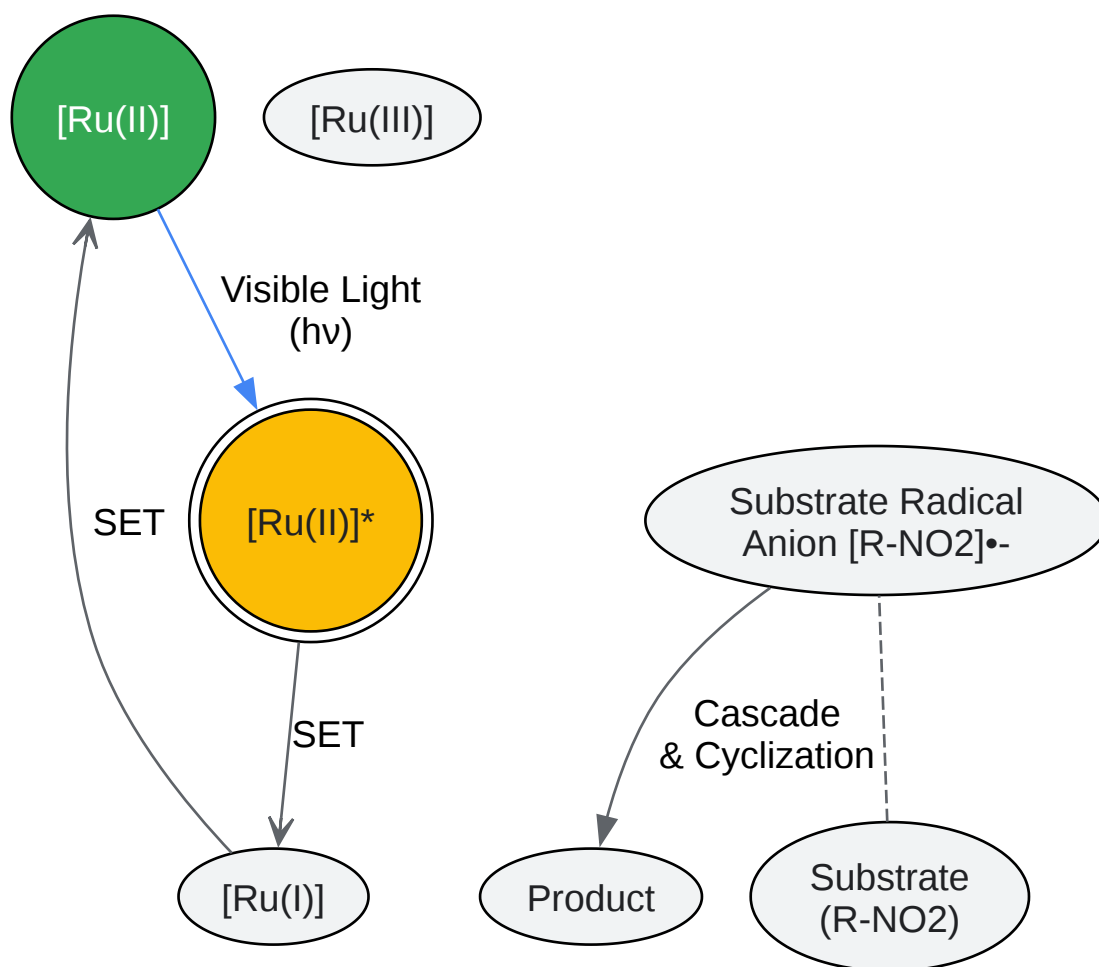 [Ru(II)]
[Ru(III)]
Visible Light
(hν)
SET
[Ru(II)]*
Substrate Radical
Anion [R-NO2]•-
SET
Cascade
& Cyclization
[Ru(I)]
Product
Substrate
(R-NO2)